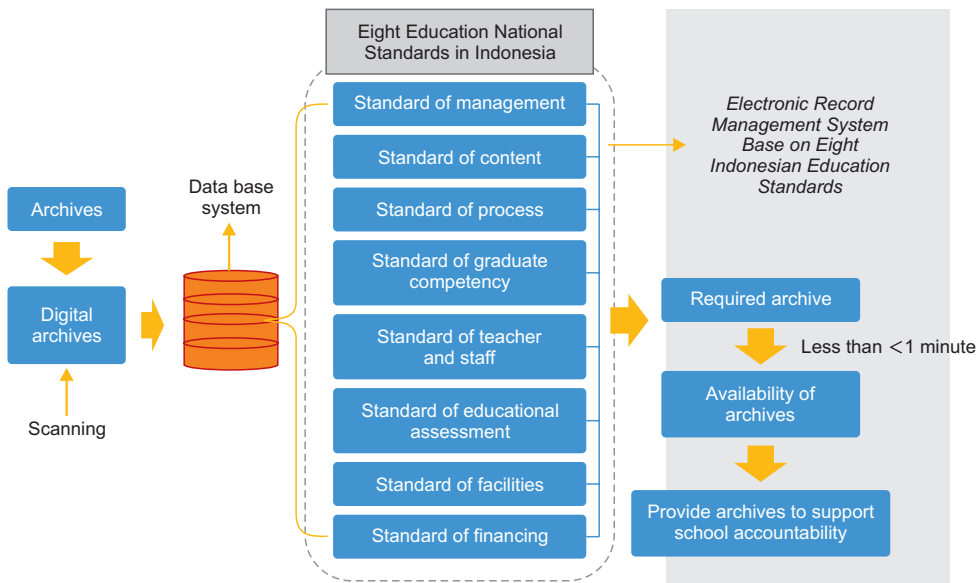 Eight Education National
Standards in Indonesia
Archives
Digital
archives
Scanning
Data base
system
Standard of management
Standard of content
Standard of process
Standard of graduate
competency
Standard of teacher
and staff
Standard of educational
assessment
Standard of facilities
Standard of financing
Electronic Record
Management System
Base on Eight
Indonesian Education
Standards
Required archive
Less than <1 minute
Availability of
archives
Provide archives to support
school accountability